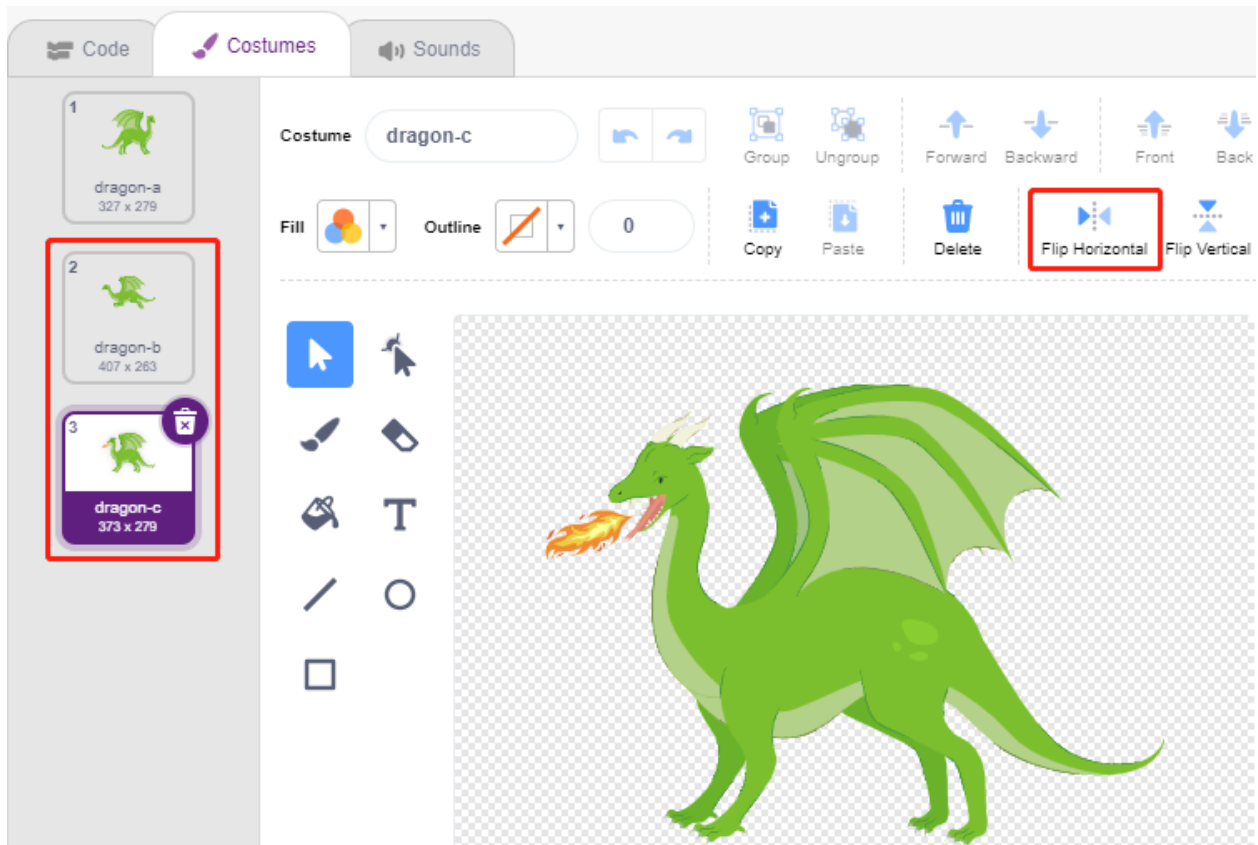 Code
Costumes
Sounds
1
dragon-a
327 x 279
2
dragon-b
407 x 263
3
dragon-c
373 x 279
Costume
dragon-c
Group
Ungroup
Forward
Backward
Front
Back
Fill
Outline
0
Copy
Paste
Delete
Flip Horizontal
Flip Vertical
T